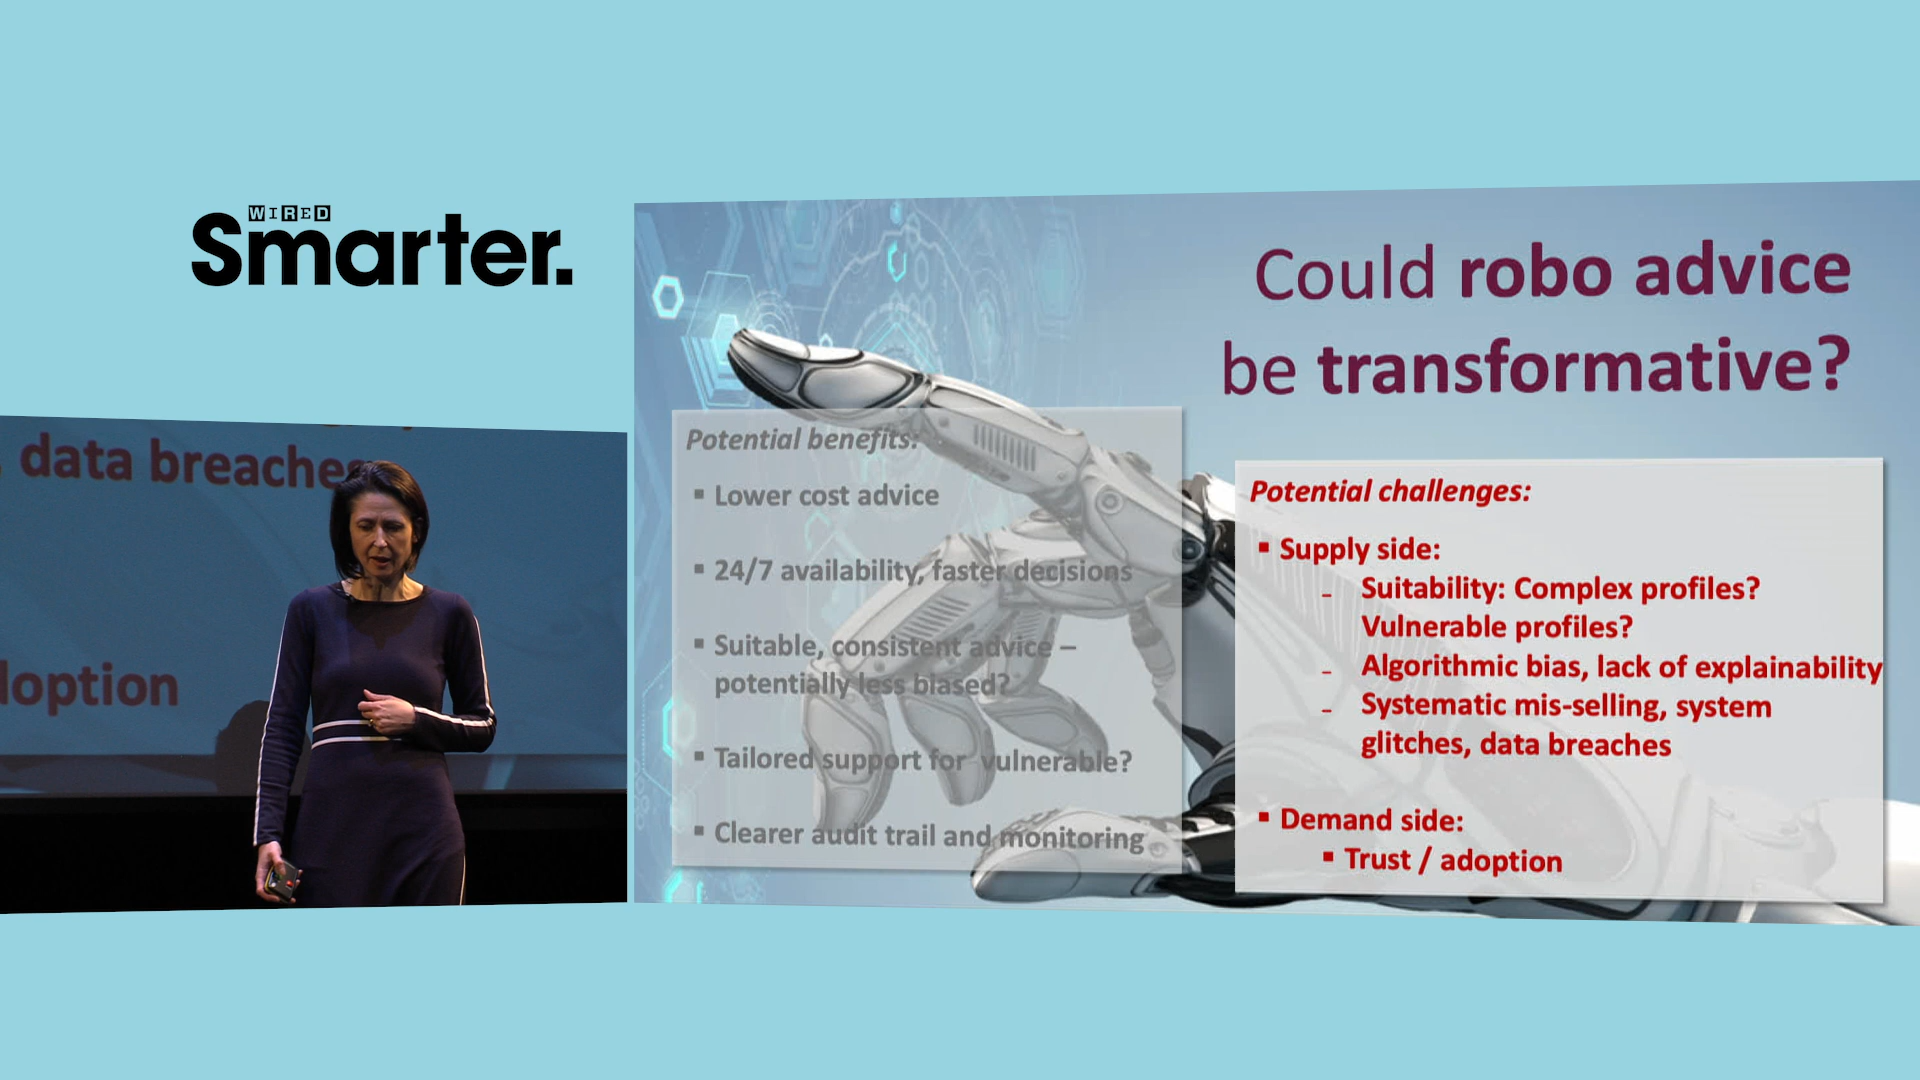 WIRED
Smarter.
Could robo advice
be transformative?
Potential benefits:
▪ Lower cost advice
▪ 24/7 availability, faster decisions
▪ Suitable, consistent advice –
potentially less biased?
▪ Tailored support for vulnerable?
▪ Clearer audit trail and monitoring
Potential challenges:
▪ Supply side:
- Suitability: Complex profiles?
Vulnerable profiles?
- Algorithmic bias, lack of explainability
- Systematic mis-selling, system
glitches, data breaches
▪ Demand side:
▪ Trust / adoption
, data breaches
doption